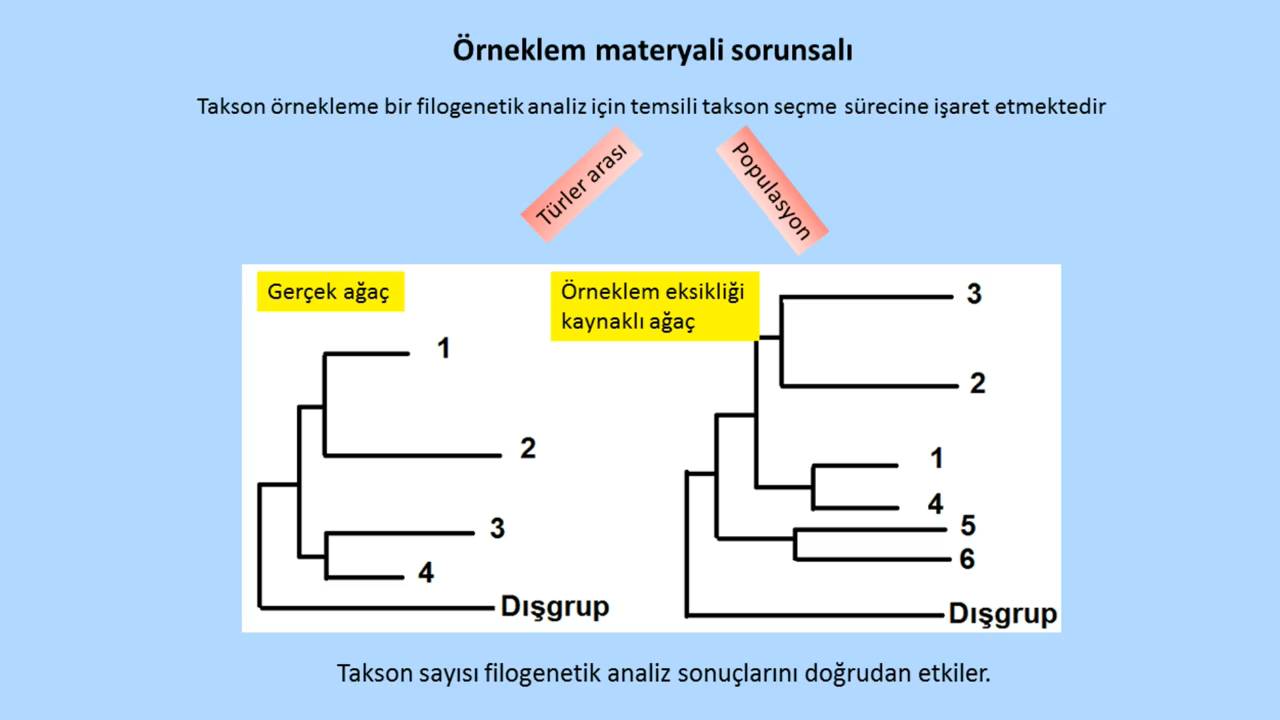 Örneklem materyali sorunsalı
Takson örnekleme bir filogenetik analiz için temsili takson seçme sürecine işaret etmektedir
Türler arası
Populasyon
Gerçek ağaç
1
2
3
4
Dışgrup
Örneklem eksikliği
kaynaklı ağaç
3
2
1
4
5
6
Dışgrup
Takson sayısı filogenetik analiz sonuçlarını doğrudan etkiler.